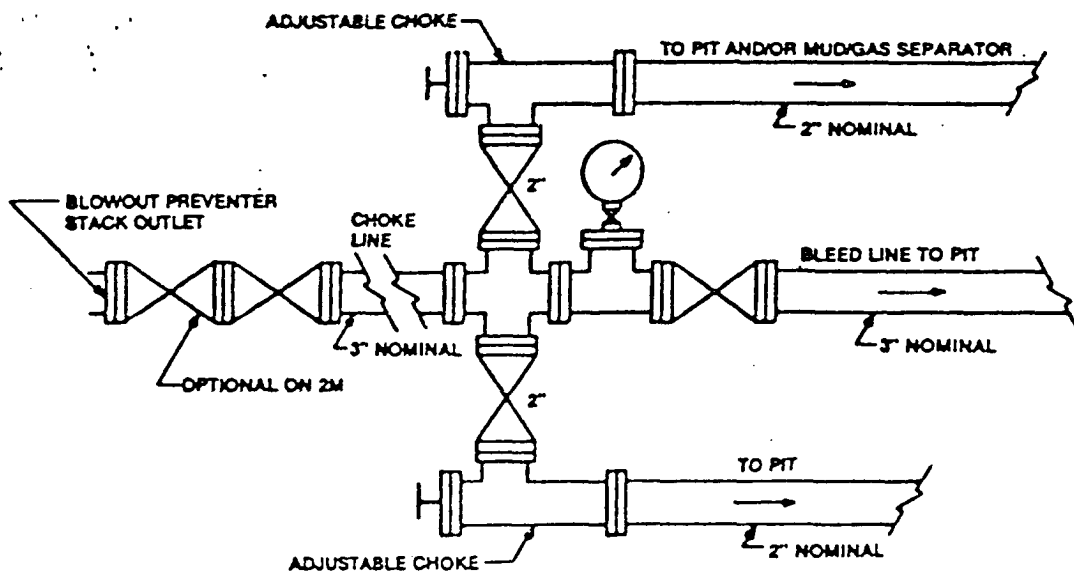 ADJUSTABLE CHOKE
TO PIT AND/OR MUD/GAS SEPARATOR
2" NOMINAL
2"
BLOWOUT PREVENTER
STACK OUTLET
CHOKE
LINE
BLEED LINE TO PIT
3" NOMINAL
3" NOMINAL
OPTIONAL ON 2M
2"
TO PIT
2" NOMINAL
ADJUSTABLE CHOKE